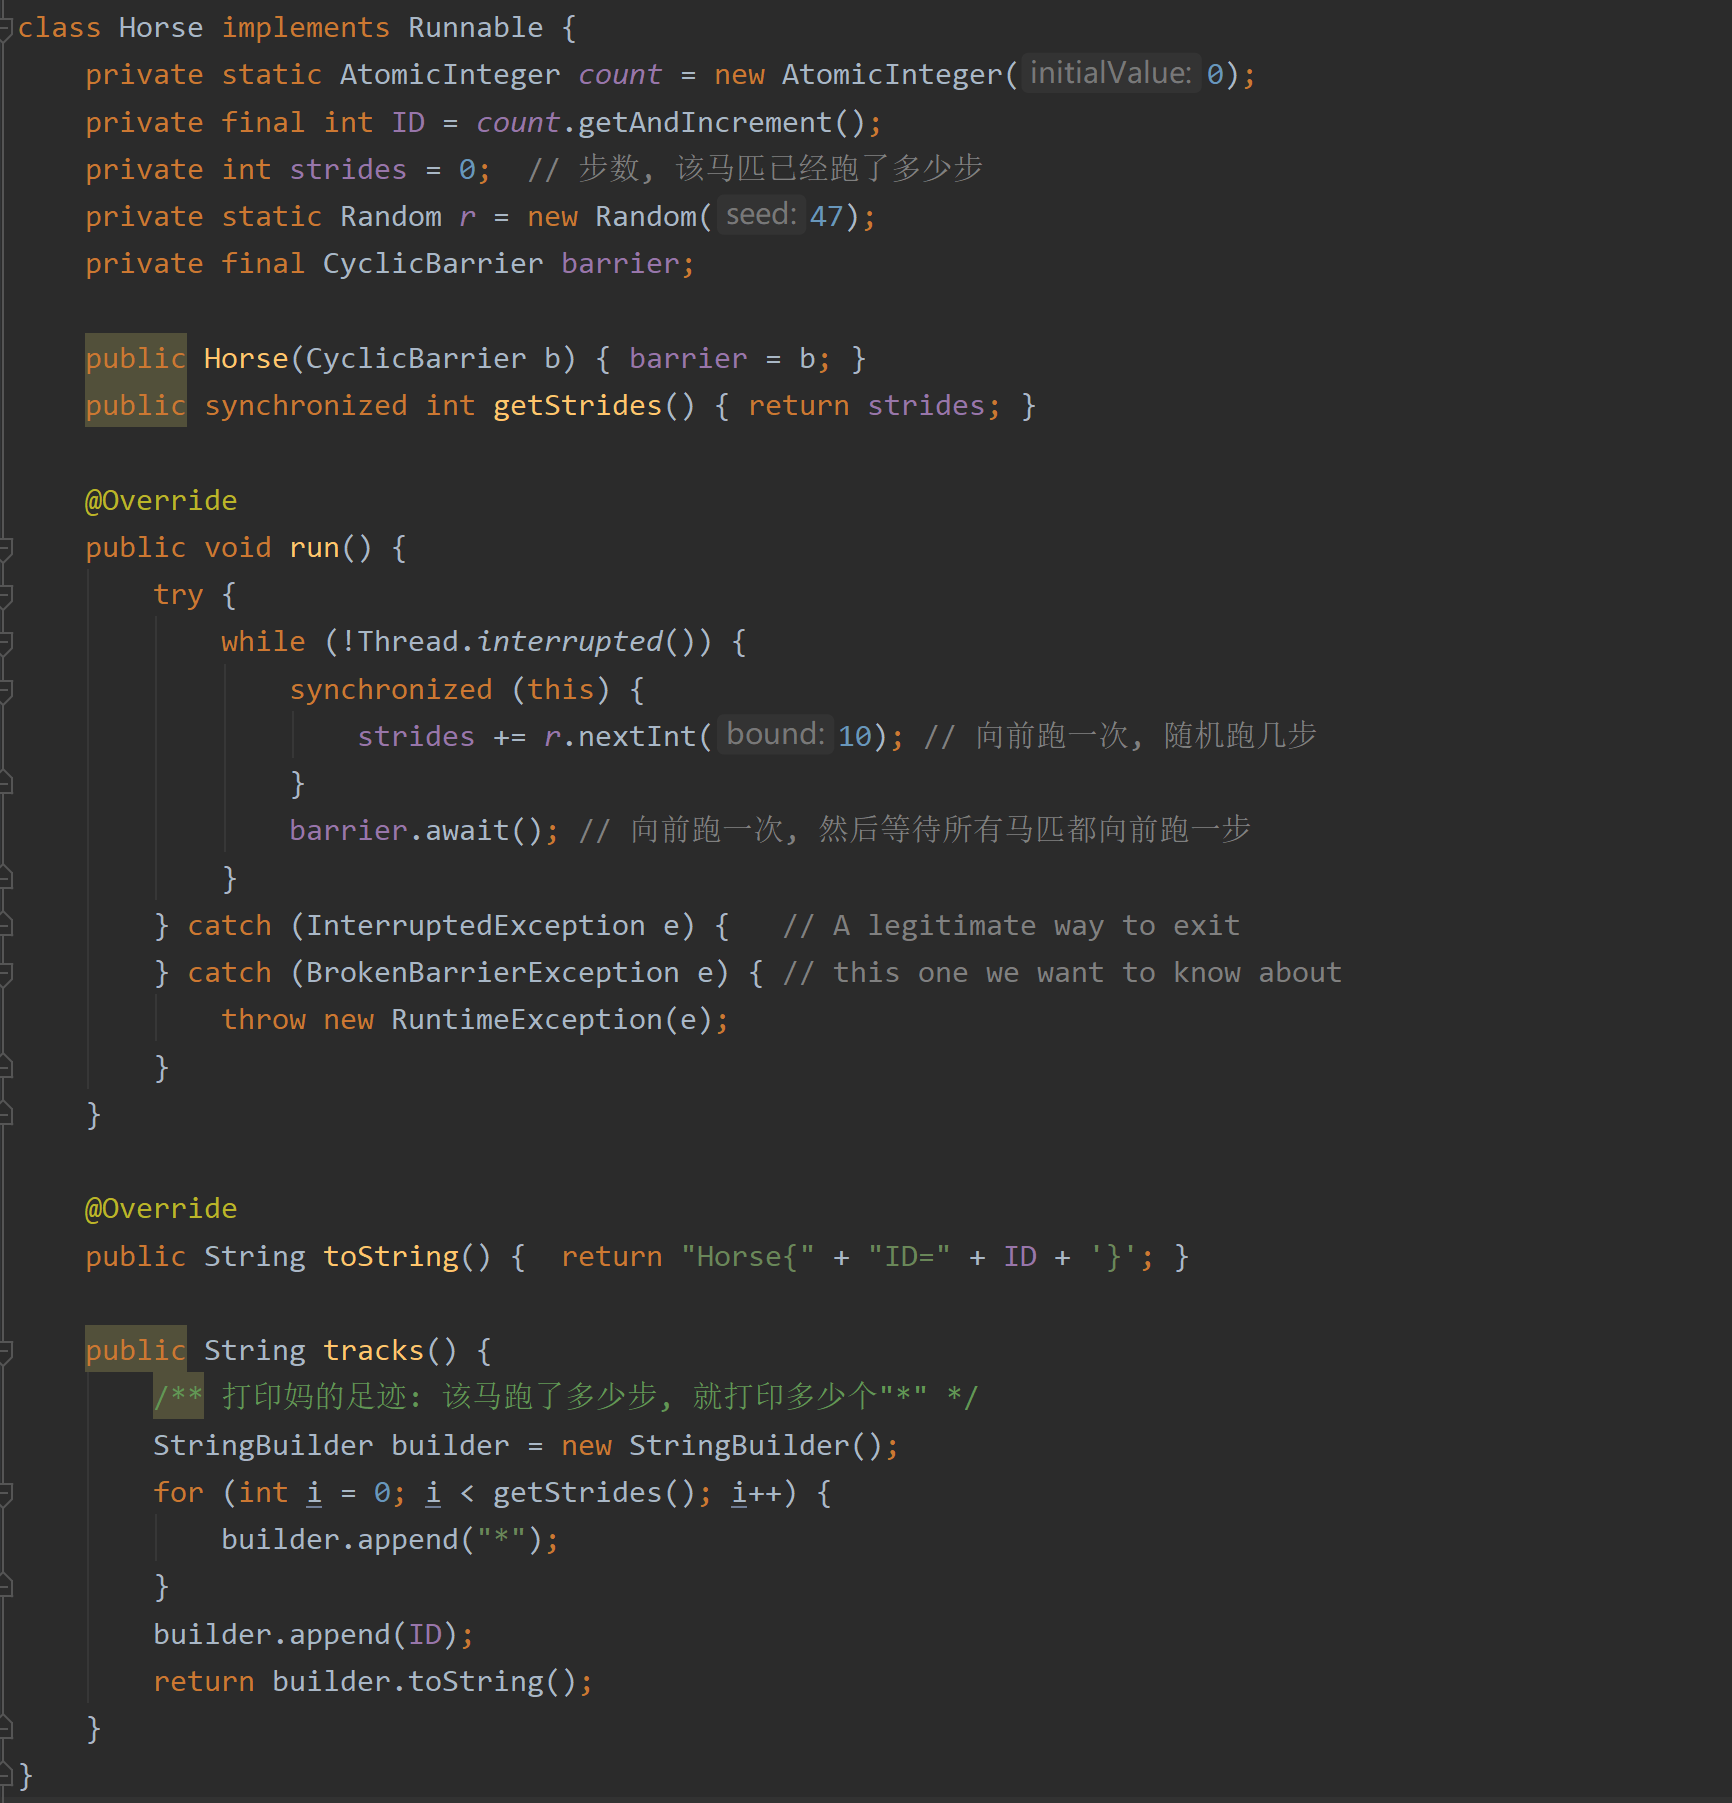 class Horse implements Runnable {
    private static AtomicInteger count = new AtomicInteger( initialValue: 0);
    private final int ID = count.getAndIncrement();
    private int strides = 0;  // 步数, 该马匹已经跑了多少步
    private static Random r = new Random( seed: 47);
    private final CyclicBarrier barrier;
    public Horse(CyclicBarrier b) { barrier = b; }
    public synchronized int getStrides() { return strides; }
    @Override
    public void run() {
        try {
            while (!Thread.interrupted()) {
                synchronized (this) {
                    strides += r.nextInt( bound: 10); // 向前跑一次, 随机跑几步
                }
                barrier.await(); // 向前跑一次, 然后等待所有马匹都向前跑一步
            }
        } catch (InterruptedException e) {   // A legitimate way to exit
        } catch (BrokenBarrierException e) { // this one we want to know about
            throw new RuntimeException(e);
        }
    }
    @Override
    public String toString() {  return "Horse{" + "ID=" + ID + '}'; }
    public String tracks() {
        /** 打印妈的足迹: 该马跑了多少步, 就打印多少个"*" */
        StringBuilder builder = new StringBuilder();
        for (int i = 0; i < getStrides(); i++) {
            builder.append("*");
        }
        builder.append(ID);
        return builder.toString();
    }
}